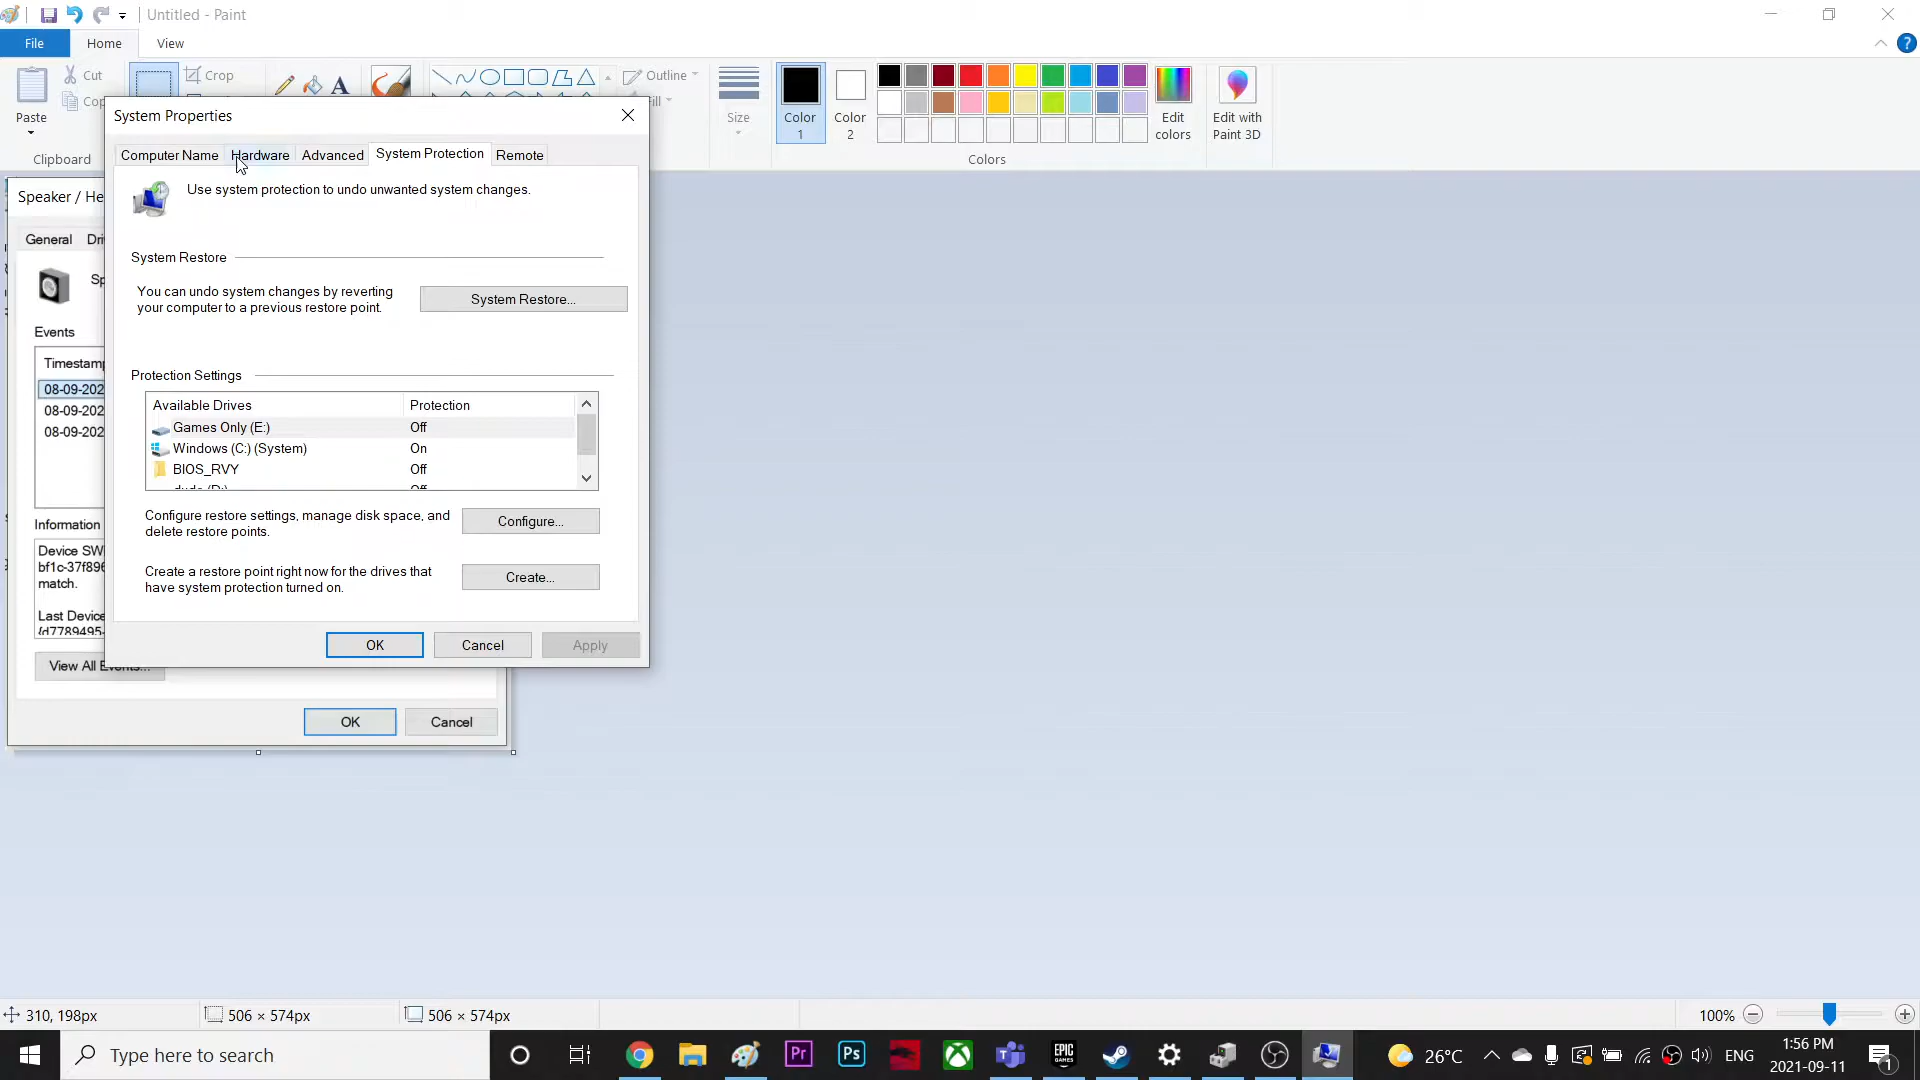 Untitled - Paint
File
Home
View
Paste
Cut
Crop
Clipboard
Outline
Size
Color 1
Color 2
Edit colors
Edit with Paint 3D
Colors
System Properties
Computer Name
Hardware
Advanced
System Protection
Remote
Use system protection to undo unwanted system changes.
System Restore
You can undo system changes by reverting
your computer to a previous restore point.
System Restore...
Protection Settings
Available Drives
Protection
Games Only (E:)
Off
Windows (C:) (System)
On
BIOS_RVY
Off
Configure restore settings, manage disk space, and
delete restore points.
Configure...
Create a restore point right now for the drives that
have system protection turned on.
Create...
OK
Cancel
Apply
Speaker /
General
Events
08-09-202
08-09-202
08-09-202
Information
Device
bf1c-37f896
match.
Last Device
{d7789495-
View All Events...
OK
Cancel
310, 198px
506 × 574px
506 × 574px
100%
Type here to search
Pr
Ps
EPIC GAMES
26°C
ENG
1:56 PM
2021-09-11
1